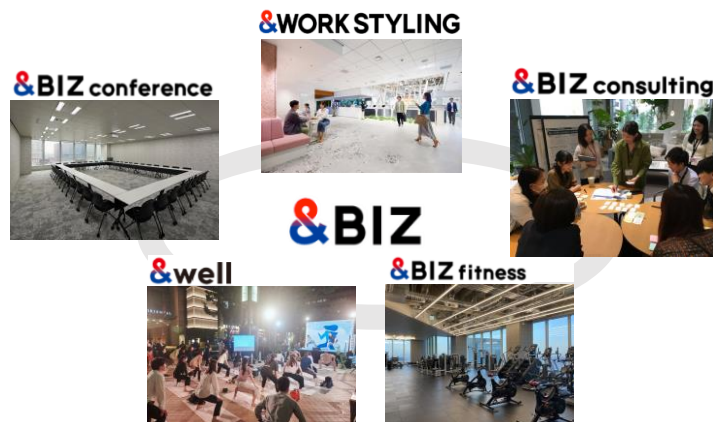 &WORK STYLING
&BIZ conference
&BIZ consulting
&BIZ
&well
&BIZ fitness